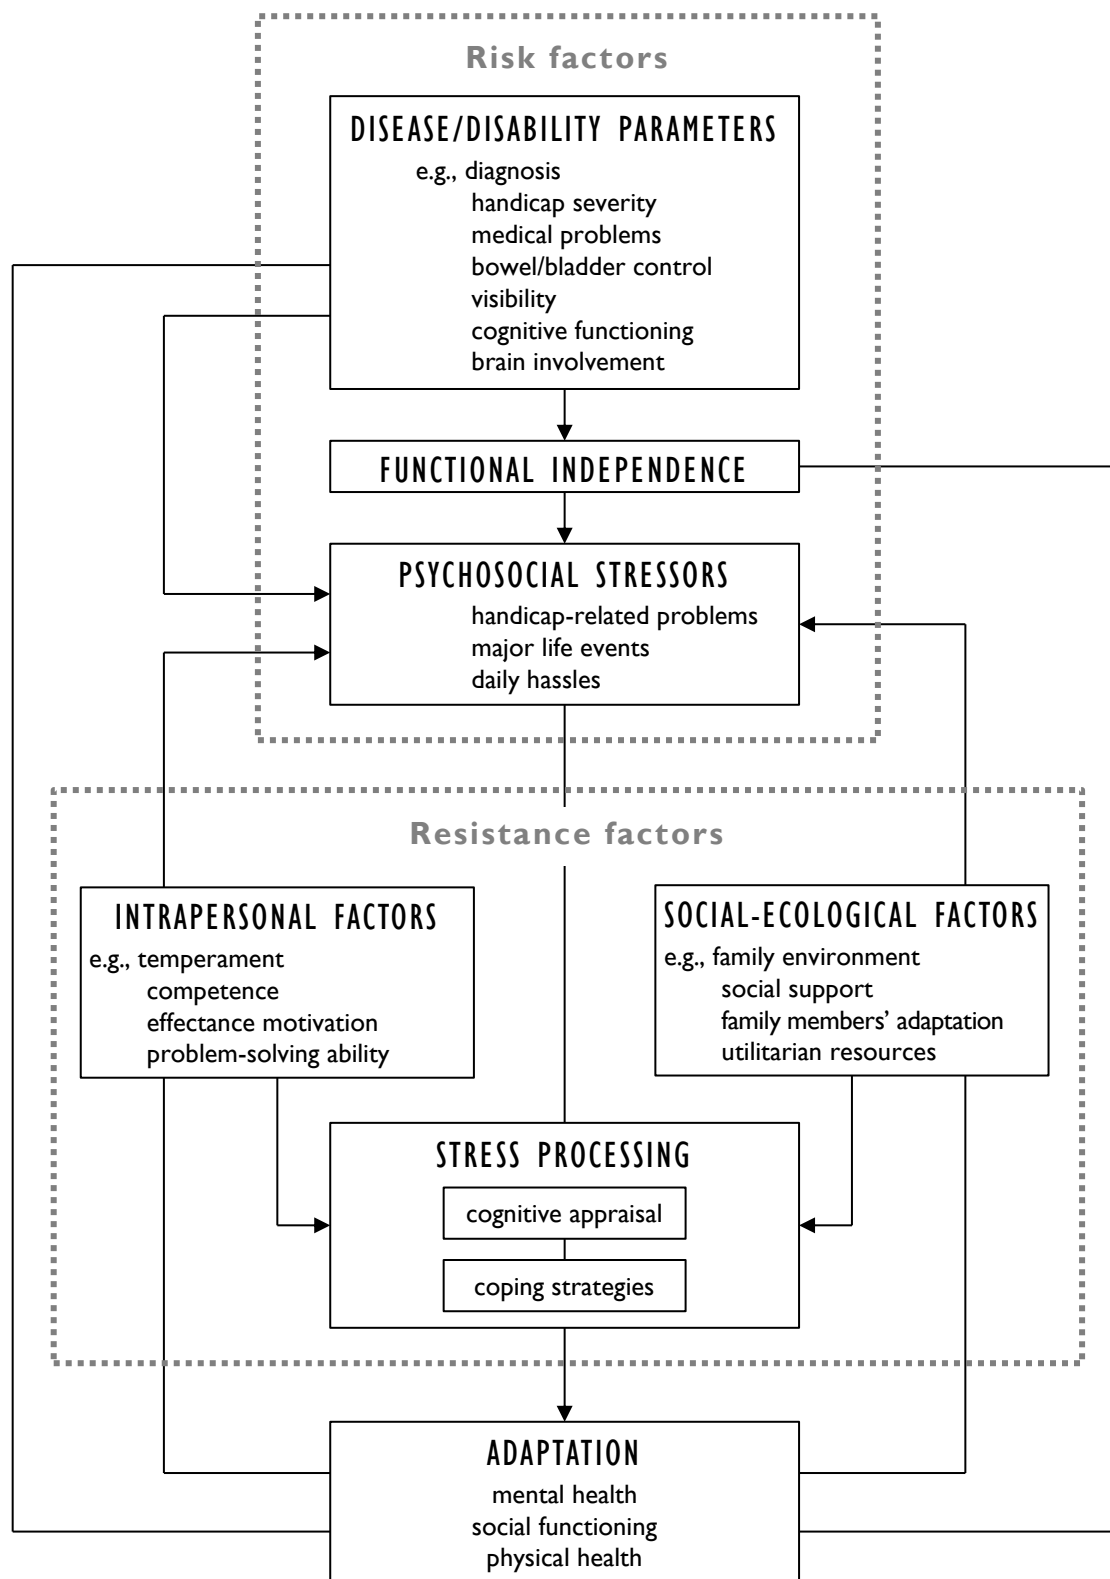 Risk factors
DISEASE/DISABILITY PARAMETERS
e.g., diagnosis
handicap severity
medical problems
bowel/bladder control
visibility
cognitive functioning
brain involvement
FUNCTIONAL INDEPENDENCE
PSYCHOSOCIAL STRESSORS
handicap-related problems
major life events
daily hassles
Resistance factors
INTRAPERSONAL FACTORS
e.g., temperament
competence
effectance motivation
problem-solving ability
SOCIAL-ECOLOGICAL FACTORS
e.g., family environment
social support
family members’ adaptation
utilitarian resources
STRESS PROCESSING
cognitive appraisal
coping strategies
ADAPTATION
mental health
social functioning
physical health